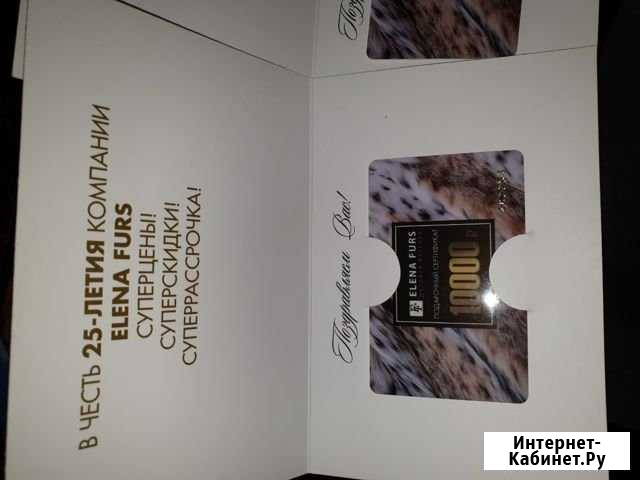 В ЧЕСТЬ 25-ЛЕТИЯ КОМПАНИИ
ELENA FURS
СУПЕРЦЕНЫ!
СУПЕРСКИДКИ!
СУПЕРРАССРОЧКА!
Поздравляем Вас!
ELENA FURS
ПОДАРОЧНЫЙ СЕРТИФИКАТ
10000 ₽
Поздр
Интернет-
Кабинет.Ру